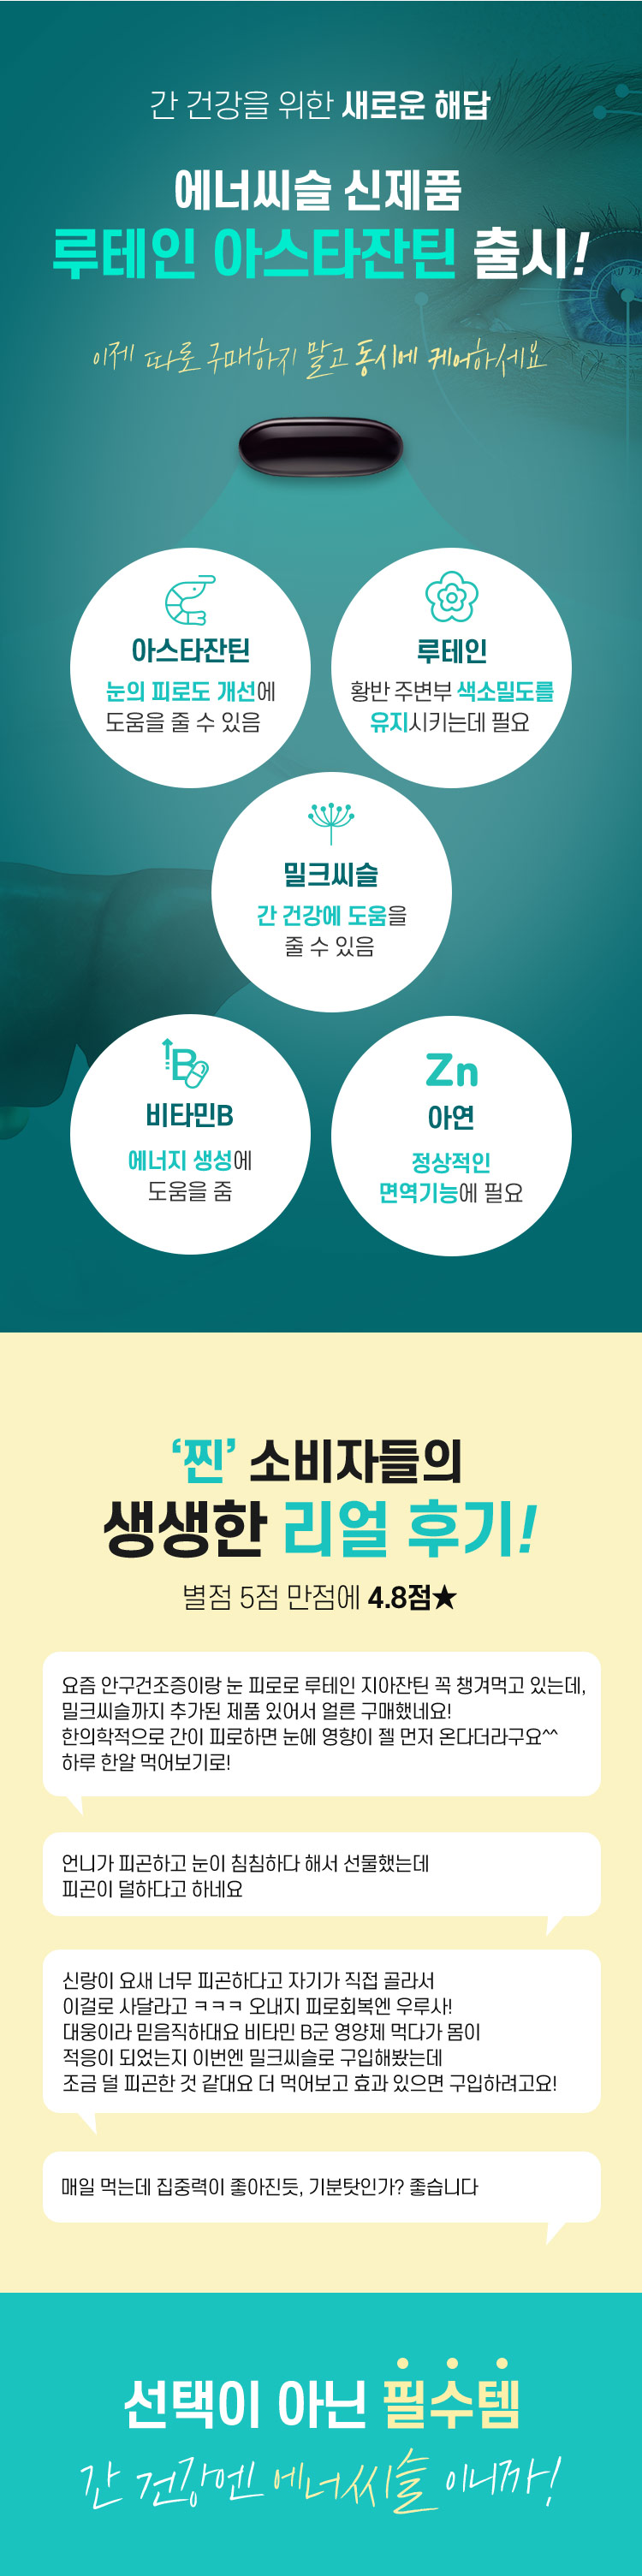 간 건강을 위한 새로운 해답
에너씨슬 신제품
루테인 아스타잔틴 출시!
이제 따로 구매하지 말고 동시에 케어하세요
아스타잔틴
눈의 피로도 개선에
도움을 줄 수 있음
루테인
황반 주변부 색소밀도를
유지시키는데 필요
밀크씨슬
간 건강에 도움을
줄 수 있음
B
비타민B
에너지 생성에
도움을 줌
Zn
아연
정상적인
면역기능에 필요
‘찐’ 소비자들의
생생한 리얼 후기!
별점 5점 만점에 4.8점★
요즘 안구건조증이랑 눈 피로로 루테인 지아잔틴 꼭 챙겨먹고 있는데,
밀크씨슬까지 추가된 제품 있어서 얼른 구매했네요!
한의학적으로 간이 피로하면 눈에 영향이 젤 먼저 온다더라구요^^
하루 한알 먹어보기로!
언니가 피곤하고 눈이 침침하다 해서 선물했는데
피곤이 덜하다고 하네요
신랑이 요새 너무 피곤하다고 자기가 직접 골라서
이걸로 사달라고 ㅋㅋㅋ 오내지 피로회복엔 우루사!
대웅이라 믿음직하대요 비타민 B군 영양제 먹다가 몸이
적응이 되었는지 이번엔 밀크씨슬로 구입해봤는데
조금 덜 피곤한 것 같대요 더 먹어보고 효과 있으면 구입하려고요!
매일 먹는데 집중력이 좋아진듯, 기분탓인가? 좋습니다
선택이 아닌 필수템
간 건강엔 에너씨슬이니까!